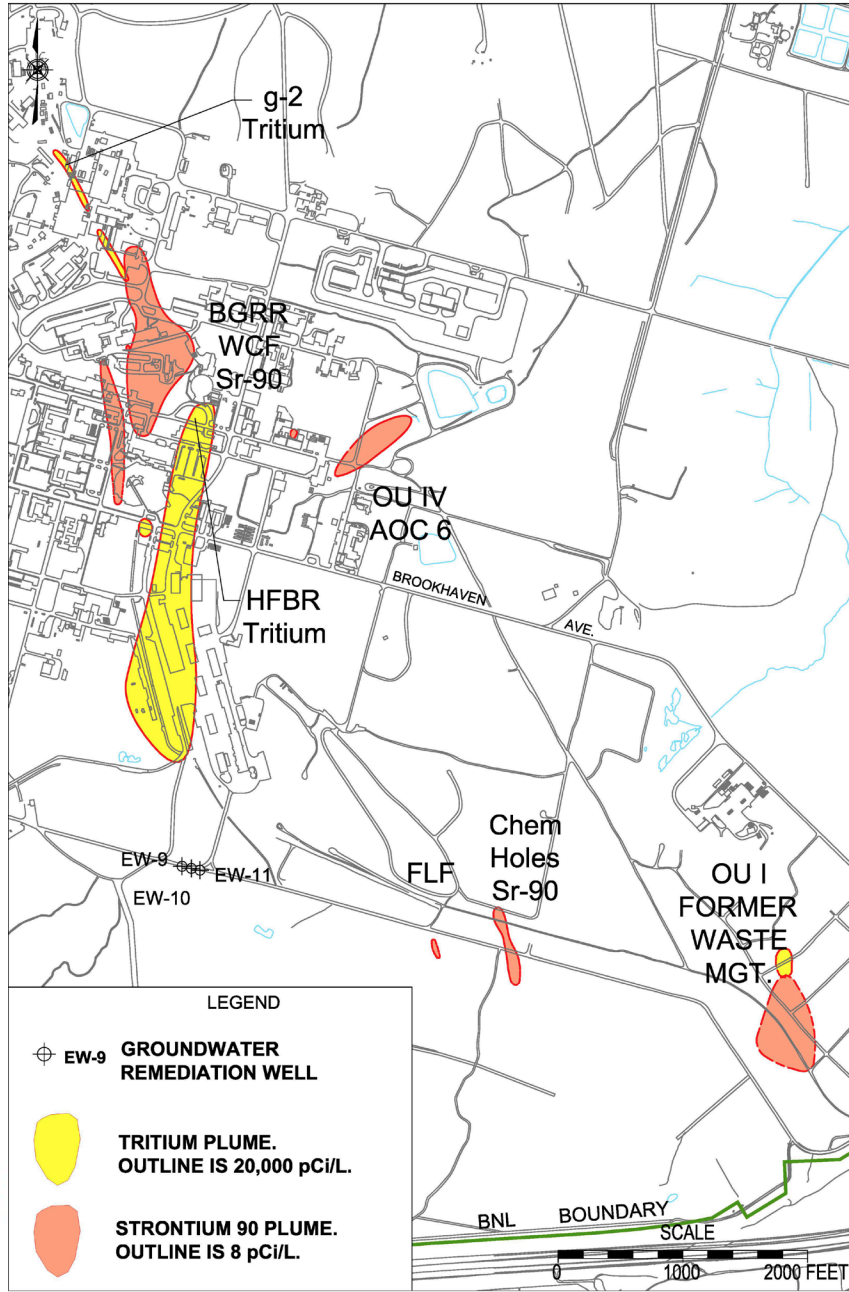 g-2
Tritium
BGRR
WCF
Sr-90
OU IV
AOC 6
BROOKHAVEN
AVE.
HFBR
Tritium
Chem
Holes
Sr-90
EW-9
EW-11
EW-10
FLF
OU I
FORMER
WASTE
MGT.
LEGEND
EW-9 GROUNDWATER
REMEDIATION WELL
TRITIUM PLUME.
OUTLINE IS 20,000 pCi/L.
STRONTIUM 90 PLUME.
OUTLINE IS 8 pCi/L.
BNL BOUNDARY
SCALE
0 1000 2000 FEET